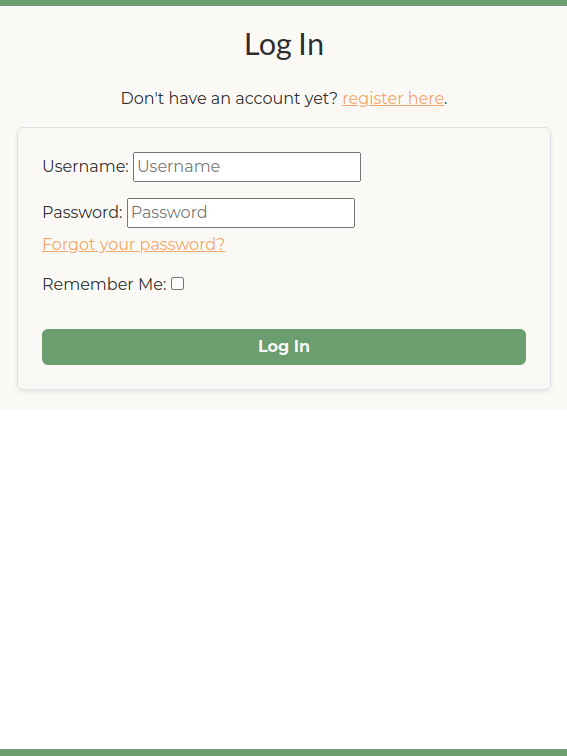 Log In
Don't have an account yet? register here.
Username: Username
Password: Password
Forgot your password?
Remember Me:
Log In